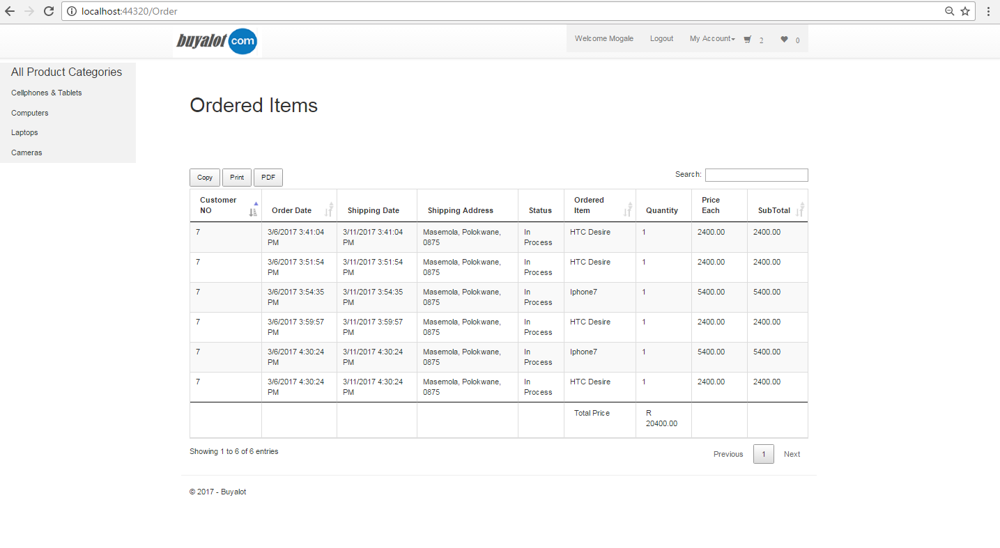 localhost:44320/Order
buyalot com
Welcome Mogale Logout My Account 2 0
All Product Categories
Cellphones & Tablets
Computers
Laptops
Cameras
Ordered Items
Copy Print PDF Search:
Customer NO Order Date Shipping Date Shipping Address Status Ordered Item Quantity Price Each SubTotal
7 3/6/2017 3:41:04 PM 3/11/2017 3:41:04 PM Masemola, Polokwane, 0875 In Process HTC Desire 1 2400.00 2400.00
7 3/6/2017 3:51:54 PM 3/11/2017 3:51:54 PM Masemola, Polokwane, 0875 In Process HTC Desire 1 2400.00 2400.00
7 3/6/2017 3:54:35 PM 3/11/2017 3:54:35 PM Masemola, Polokwane, 0875 In Process Iphone7 1 5400.00 5400.00
7 3/6/2017 3:59:57 PM 3/11/2017 3:59:57 PM Masemola, Polokwane, 0875 In Process HTC Desire 1 2400.00 2400.00
7 3/6/2017 4:30:24 PM 3/11/2017 4:30:24 PM Masemola, Polokwane, 0875 In Process Iphone7 1 5400.00 5400.00
7 3/6/2017 4:30:24 PM 3/11/2017 4:30:24 PM Masemola, Polokwane, 0875 In Process HTC Desire 1 2400.00 2400.00
Total Price R 20400.00
Showing 1 to 6 of 6 entries Previous 1 Next
© 2017 - Buyalot